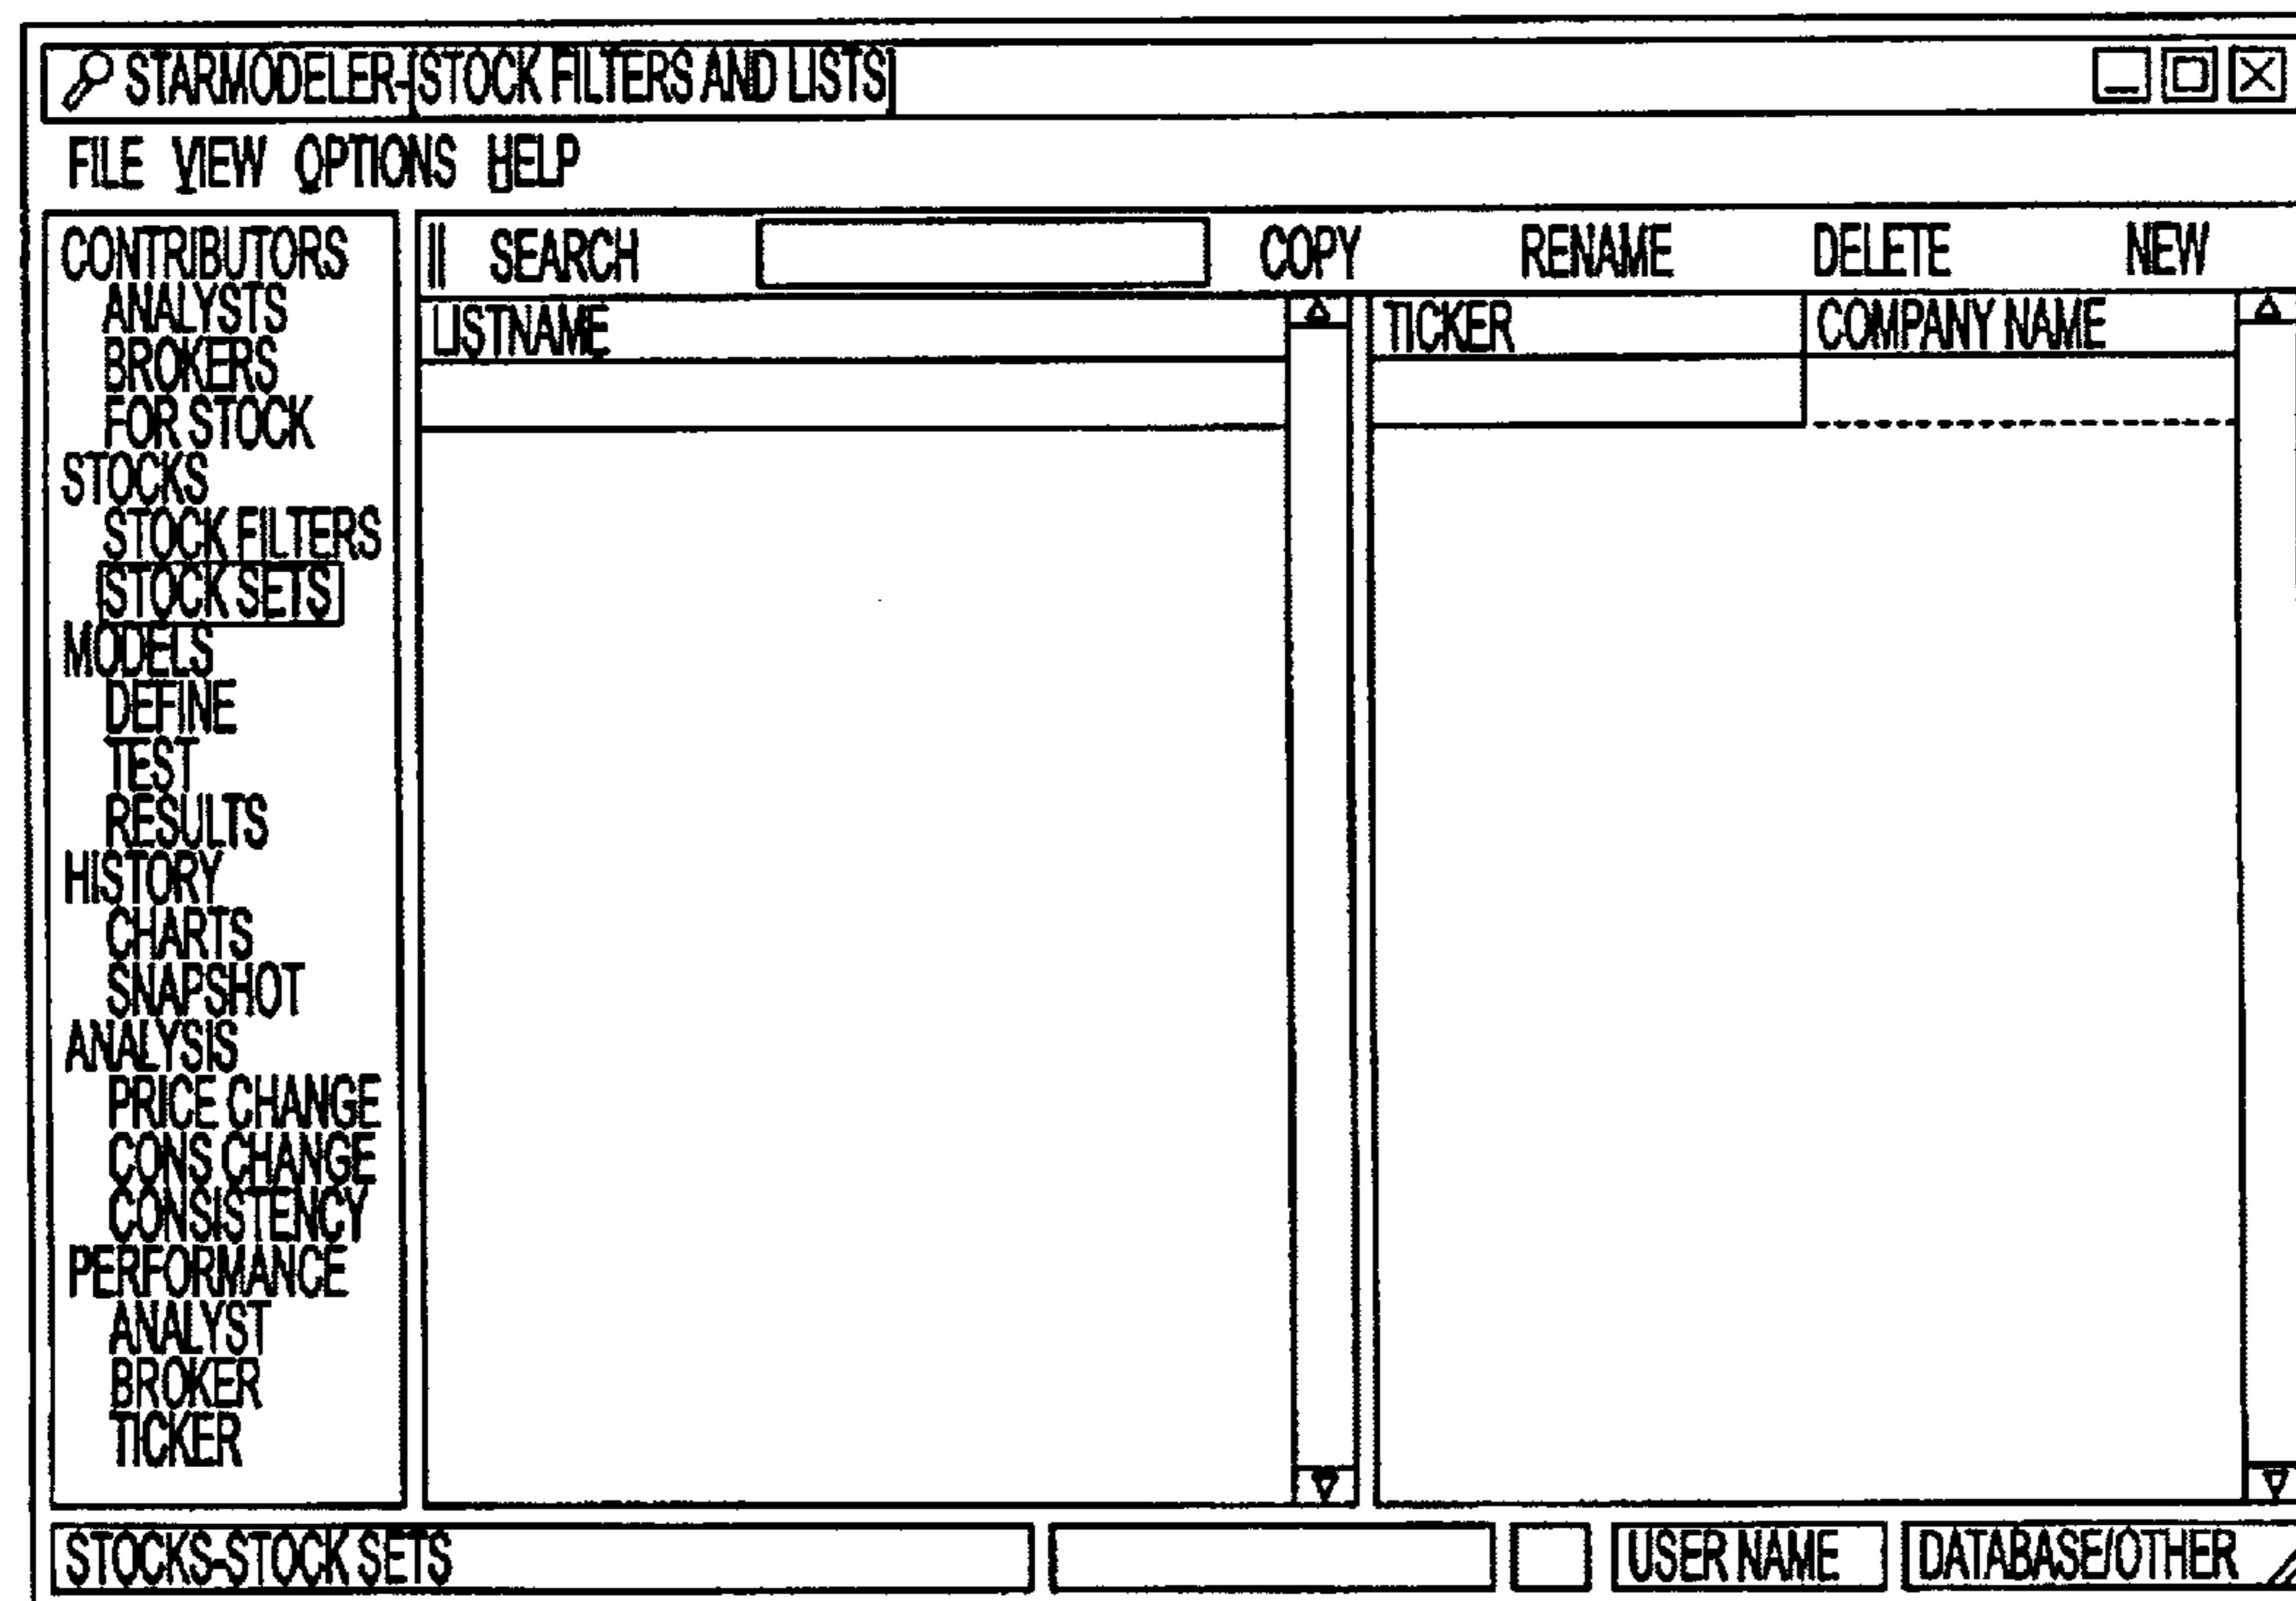 STARMODELER-[STOCK FILTERS AND LISTS]
FILE VIEW OPTIONS HELP
CONTRIBUTORS
ANALYSTS
BROKERS
FOR STOCK
STOCKS
STOCK FILTERS
STOCK SETS
MODELS
DEFINE
TEST
RESULTS
HISTORY
CHARTS
SNAPSHOT
ANALYSIS
PRICE CHANGE
CONS CHANGE
CONSISTENCY
PERFORMANCE
ANALYST
BROKER
TICKER
SEARCH COPY RENAME DELETE NEW
LISTNAME
TICKER COMPANY NAME
STOCKS-STOCK SETS USER NAME DATABASE/OTHER